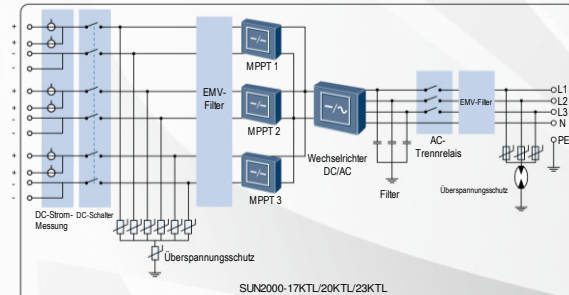 +
+
-
-
+
+
-
-
+
+
-
-
DC-Strom-
Messung
DC-Schalter
EMV-
Filter
MPPT 1
MPPT 2
MPPT 3
Überspannungsschutz
Wechselrichter
DC/AC
Filter
AC-
Trennrelais
EMV-Filter
L1
L2
L3
N
PE
Überspannungsschutz
SUN2000-17KTL/20KTL/23KTL